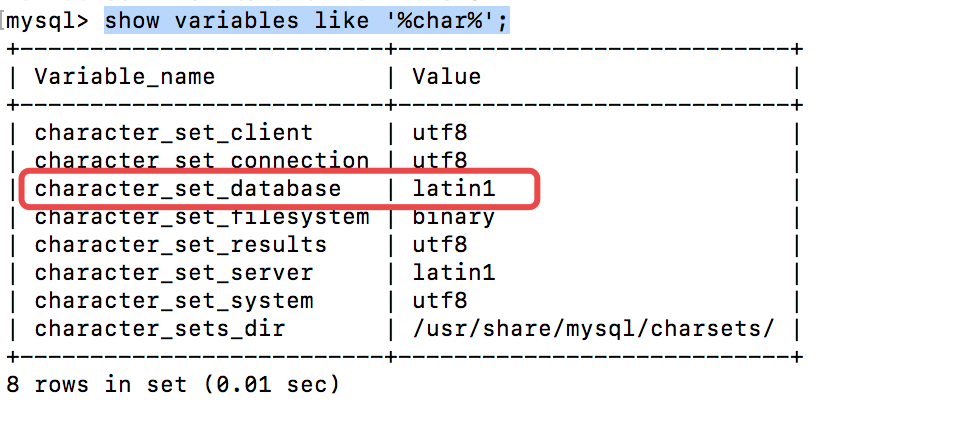 mysql> show variables like '%char%';
+--------------------------+----------------------------+
| Variable_name            | Value                      |
+--------------------------+----------------------------+
| character_set_client     | utf8                       |
| character_set_connection | utf8                       |
| character_set_database   | latin1                     |
| character_set_filesystem | binary                     |
| character_set_results    | utf8                       |
| character_set_server     | latin1                     |
| character_set_system     | utf8                       |
| character_sets_dir       | /usr/share/mysql/charsets/ |
+--------------------------+----------------------------+
8 rows in set (0.01 sec)